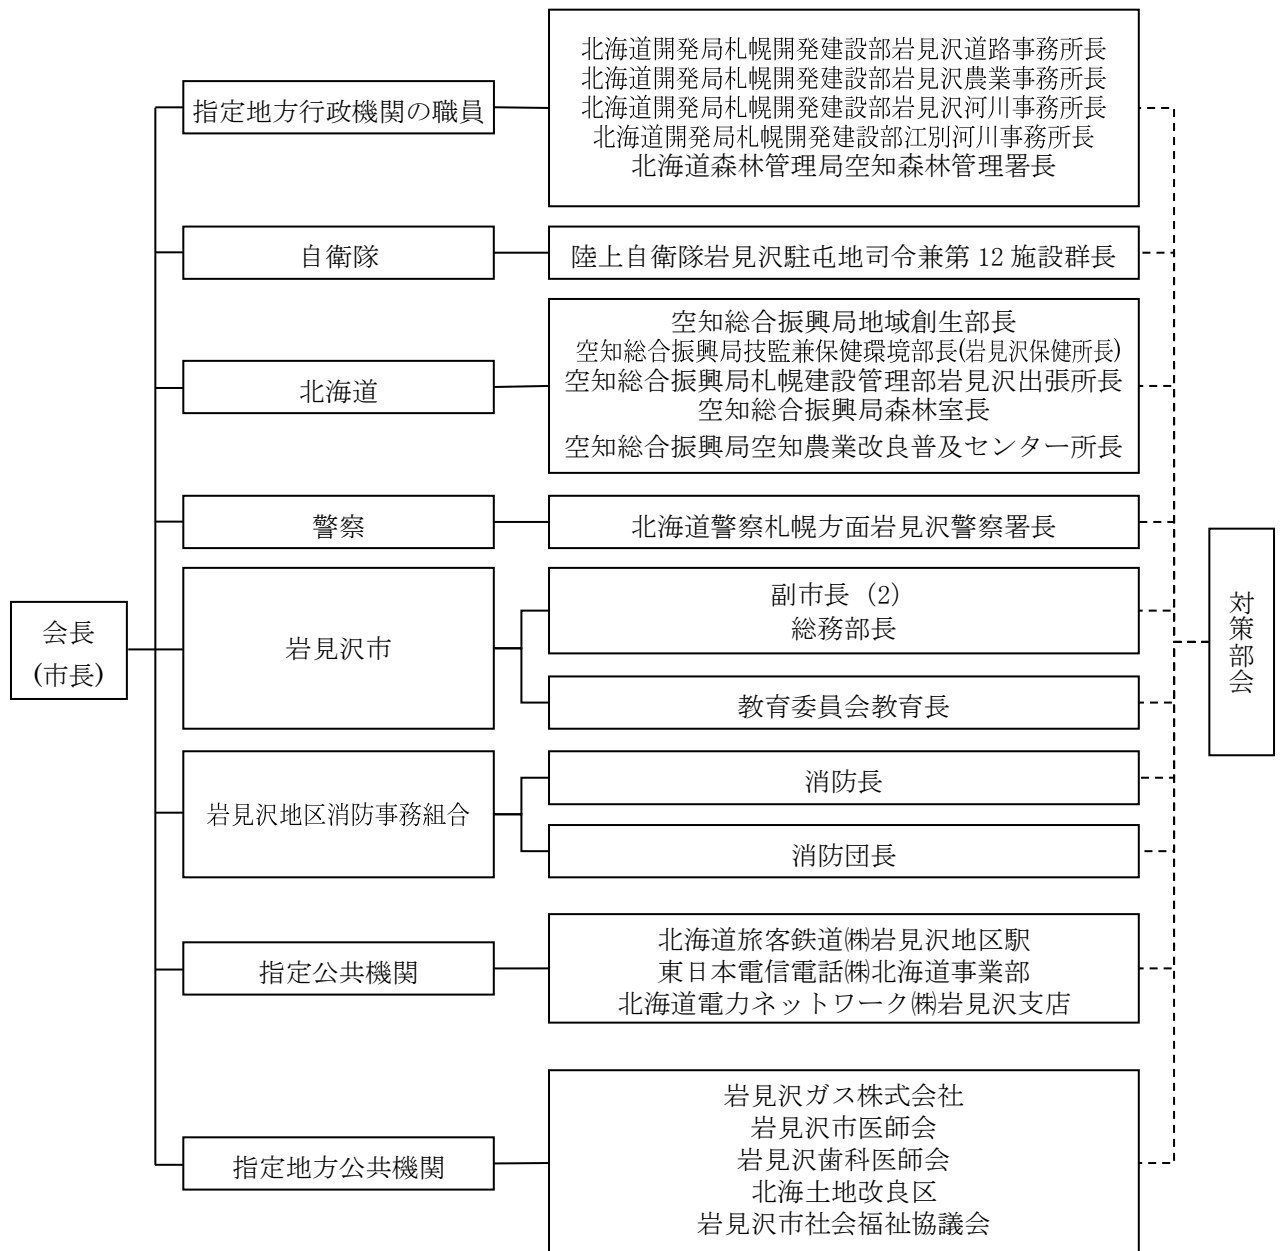 会長
(市長)
指定地方行政機関の職員
北海道開発局札幌開発建設部岩見沢道路事務所長
北海道開発局札幌開発建設部岩見沢農業事務所長
北海道開発局札幌開発建設部岩見沢河川事務所長
北海道開発局札幌開発建設部江別河川事務所長
北海道森林管理局空知森林管理署長
自衛隊
陸上自衛隊岩見沢駐屯地司令兼第 12 施設群長
北海道
空知総合振興局地域創生部長
空知総合振興局技監兼保健環境部長(岩見沢保健所長)
空知総合振興局札幌建設管理部岩見沢出張所長
空知総合振興局森林室長
空知総合振興局空知農業改良普及センター所長
警察
北海道警察札幌方面岩見沢警察署長
岩見沢市
副市長（2）
総務部長
教育委員会教育長
岩見沢地区消防事務組合
消防長
消防団長
指定公共機関
北海道旅客鉄道㈱岩見沢地区駅
東日本電信電話㈱北海道事業部
北海道電力ネットワーク㈱岩見沢支店
指定地方公共機関
岩見沢ガス株式会社
岩見沢市医師会
岩見沢歯科医師会
北海土地改良区
岩見沢市社会福祉協議会
対策部会